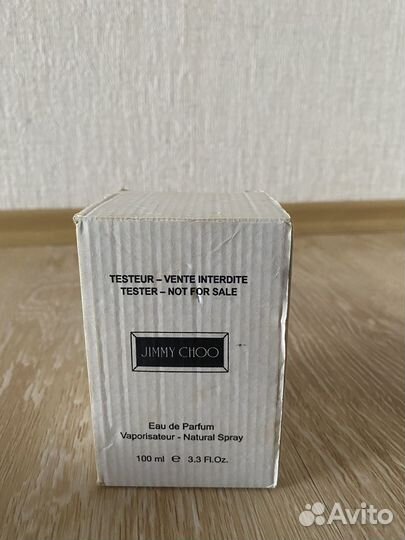 TESTEUR – VENTE INTERDITE
TESTER – NOT FOR SALE
JIMMY CHOO
Eau de Parfum
Vaporisateur - Natural Spray
100 ml e 3.3 Fl.Oz.
Avito